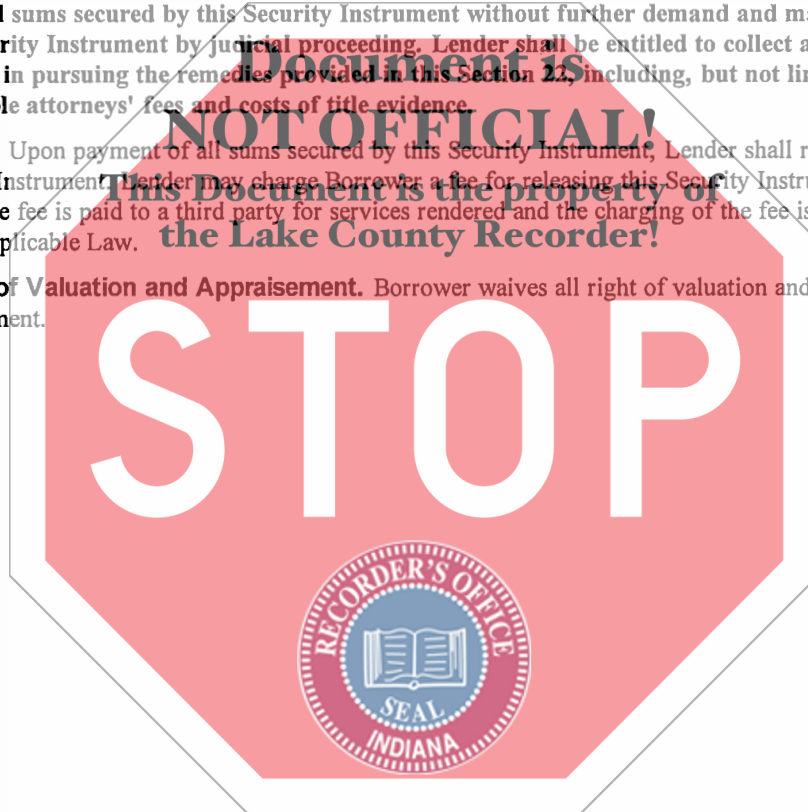 l sums secured by this Security Instrument without further demand and m
rity Instrument by judicial proceeding. Lender shall be entitled to collect a
in pursuing the remedies provided in this Section 22, including, but not lin
le attorneys' fees and costs of title evidence.
Document is
NOT OFFICIAL!
Upon payment of all sums secured by this Security Instrument, Lender shall r
Instrument. Lender may charge Borrower a fee for releasing this Security Instru
e fee is paid to a third party for services rendered and the charging of the fee is
plicable Law.
This Document is the property of
the Lake County Recorder!
of Valuation and Appraisement. Borrower waives all right of valuation and
ment.
STOP
RECORDER'S OFFICE
SEAL
INDIANA